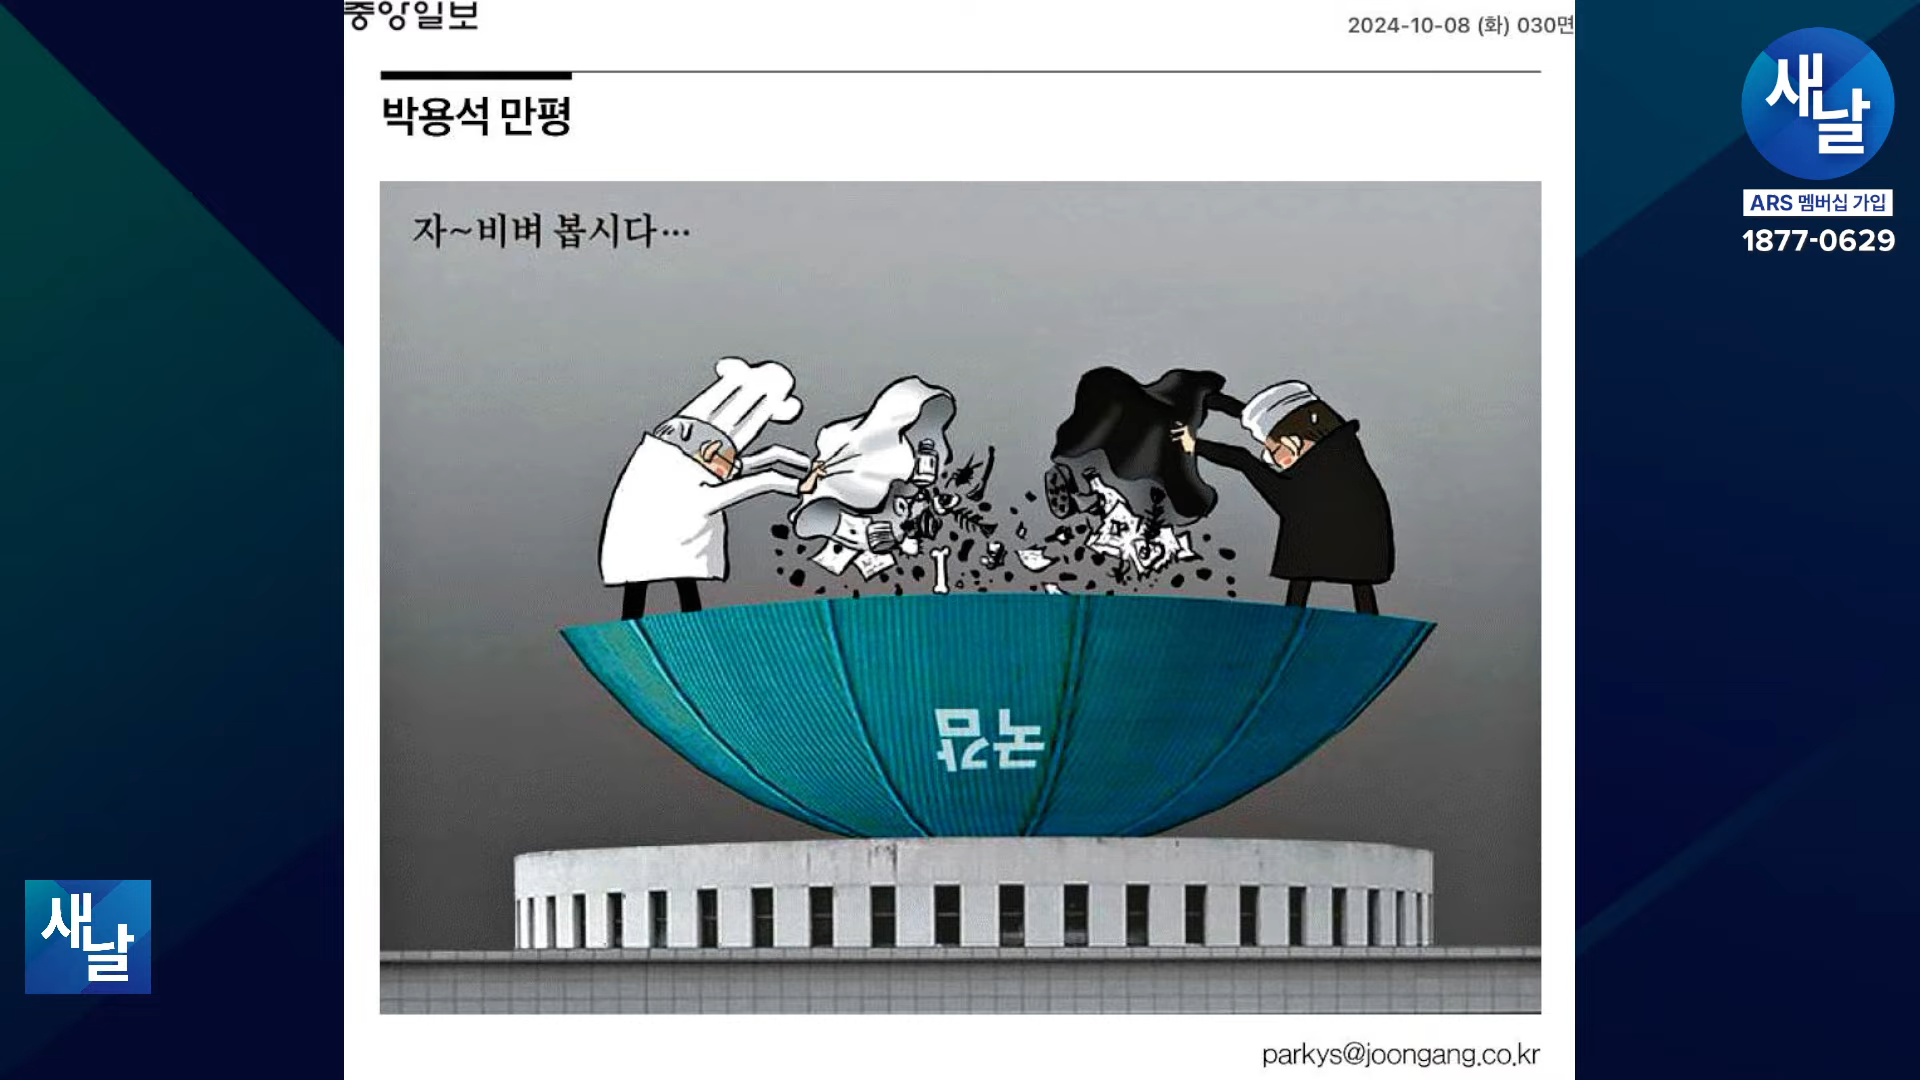 중앙일보
2024-10-08 (화) 030면
박용석 만평
자~비벼 봅시다…
국감
parkys@joongang.co.kr
새날
ARS 멤버십 가입
1877-0629
새날